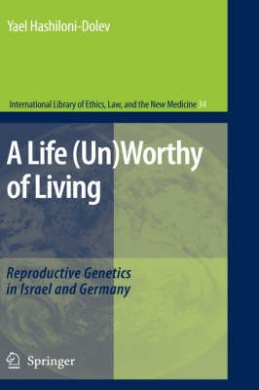 Yael Hashiloni-Dolev
International Library of Ethics, Law, and the New Medicine 34
A Life (Un)Worthy
of Living
Reproductive Genetics
in Israel and Germany
Springer